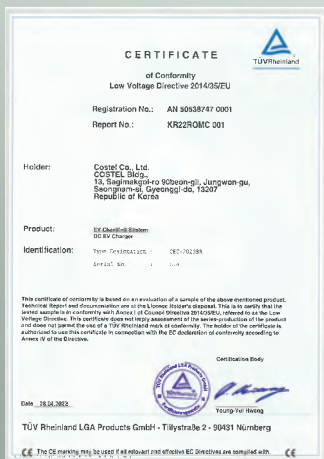 CERTIFICATE
TÜVRheinland
of Conformity
Low Voltage Directive 2014/35/EU
Registration No.: AN 50538747 0001
Report No.: KR22ROMC 001
Holder: Costel Co., Ltd.
COSTEL Bldg.,
13, Sagimakgol-ro 90beon-gil, Jungwon-gu,
Seongnam-si, Gyeonggi-do, 13207
Republic of Korea
Product:
DC EV Charger
Identification: Type Designation :
Serial No. :
This certificate of conformity is based on an evaluation of a sample of the above mentioned product.
Technical Report and documentation are at the Licence Holder's disposal. This is to certify that the
tested sample is in conformity with Annex I of Council Directive 2014/35/EU, referred to as the Low
Voltage Directive. This certificate does not imply assessment of the series-production of the product
and does not permit the use of a TÜV Rheinland mark of conformity. The holder of the certificate is
authorized to use this certificate in connection with the EC declaration of conformity according to
Annex IV of the Directive.
Certification Body
Date 28.04.2022
Young-Yel Hwang
TÜV Rheinland LGA Products GmbH - Tillystraße 2 - 90431 Nürnberg
CE The CE marking may be used if all relevant and effective EC Directives are complied with. CE